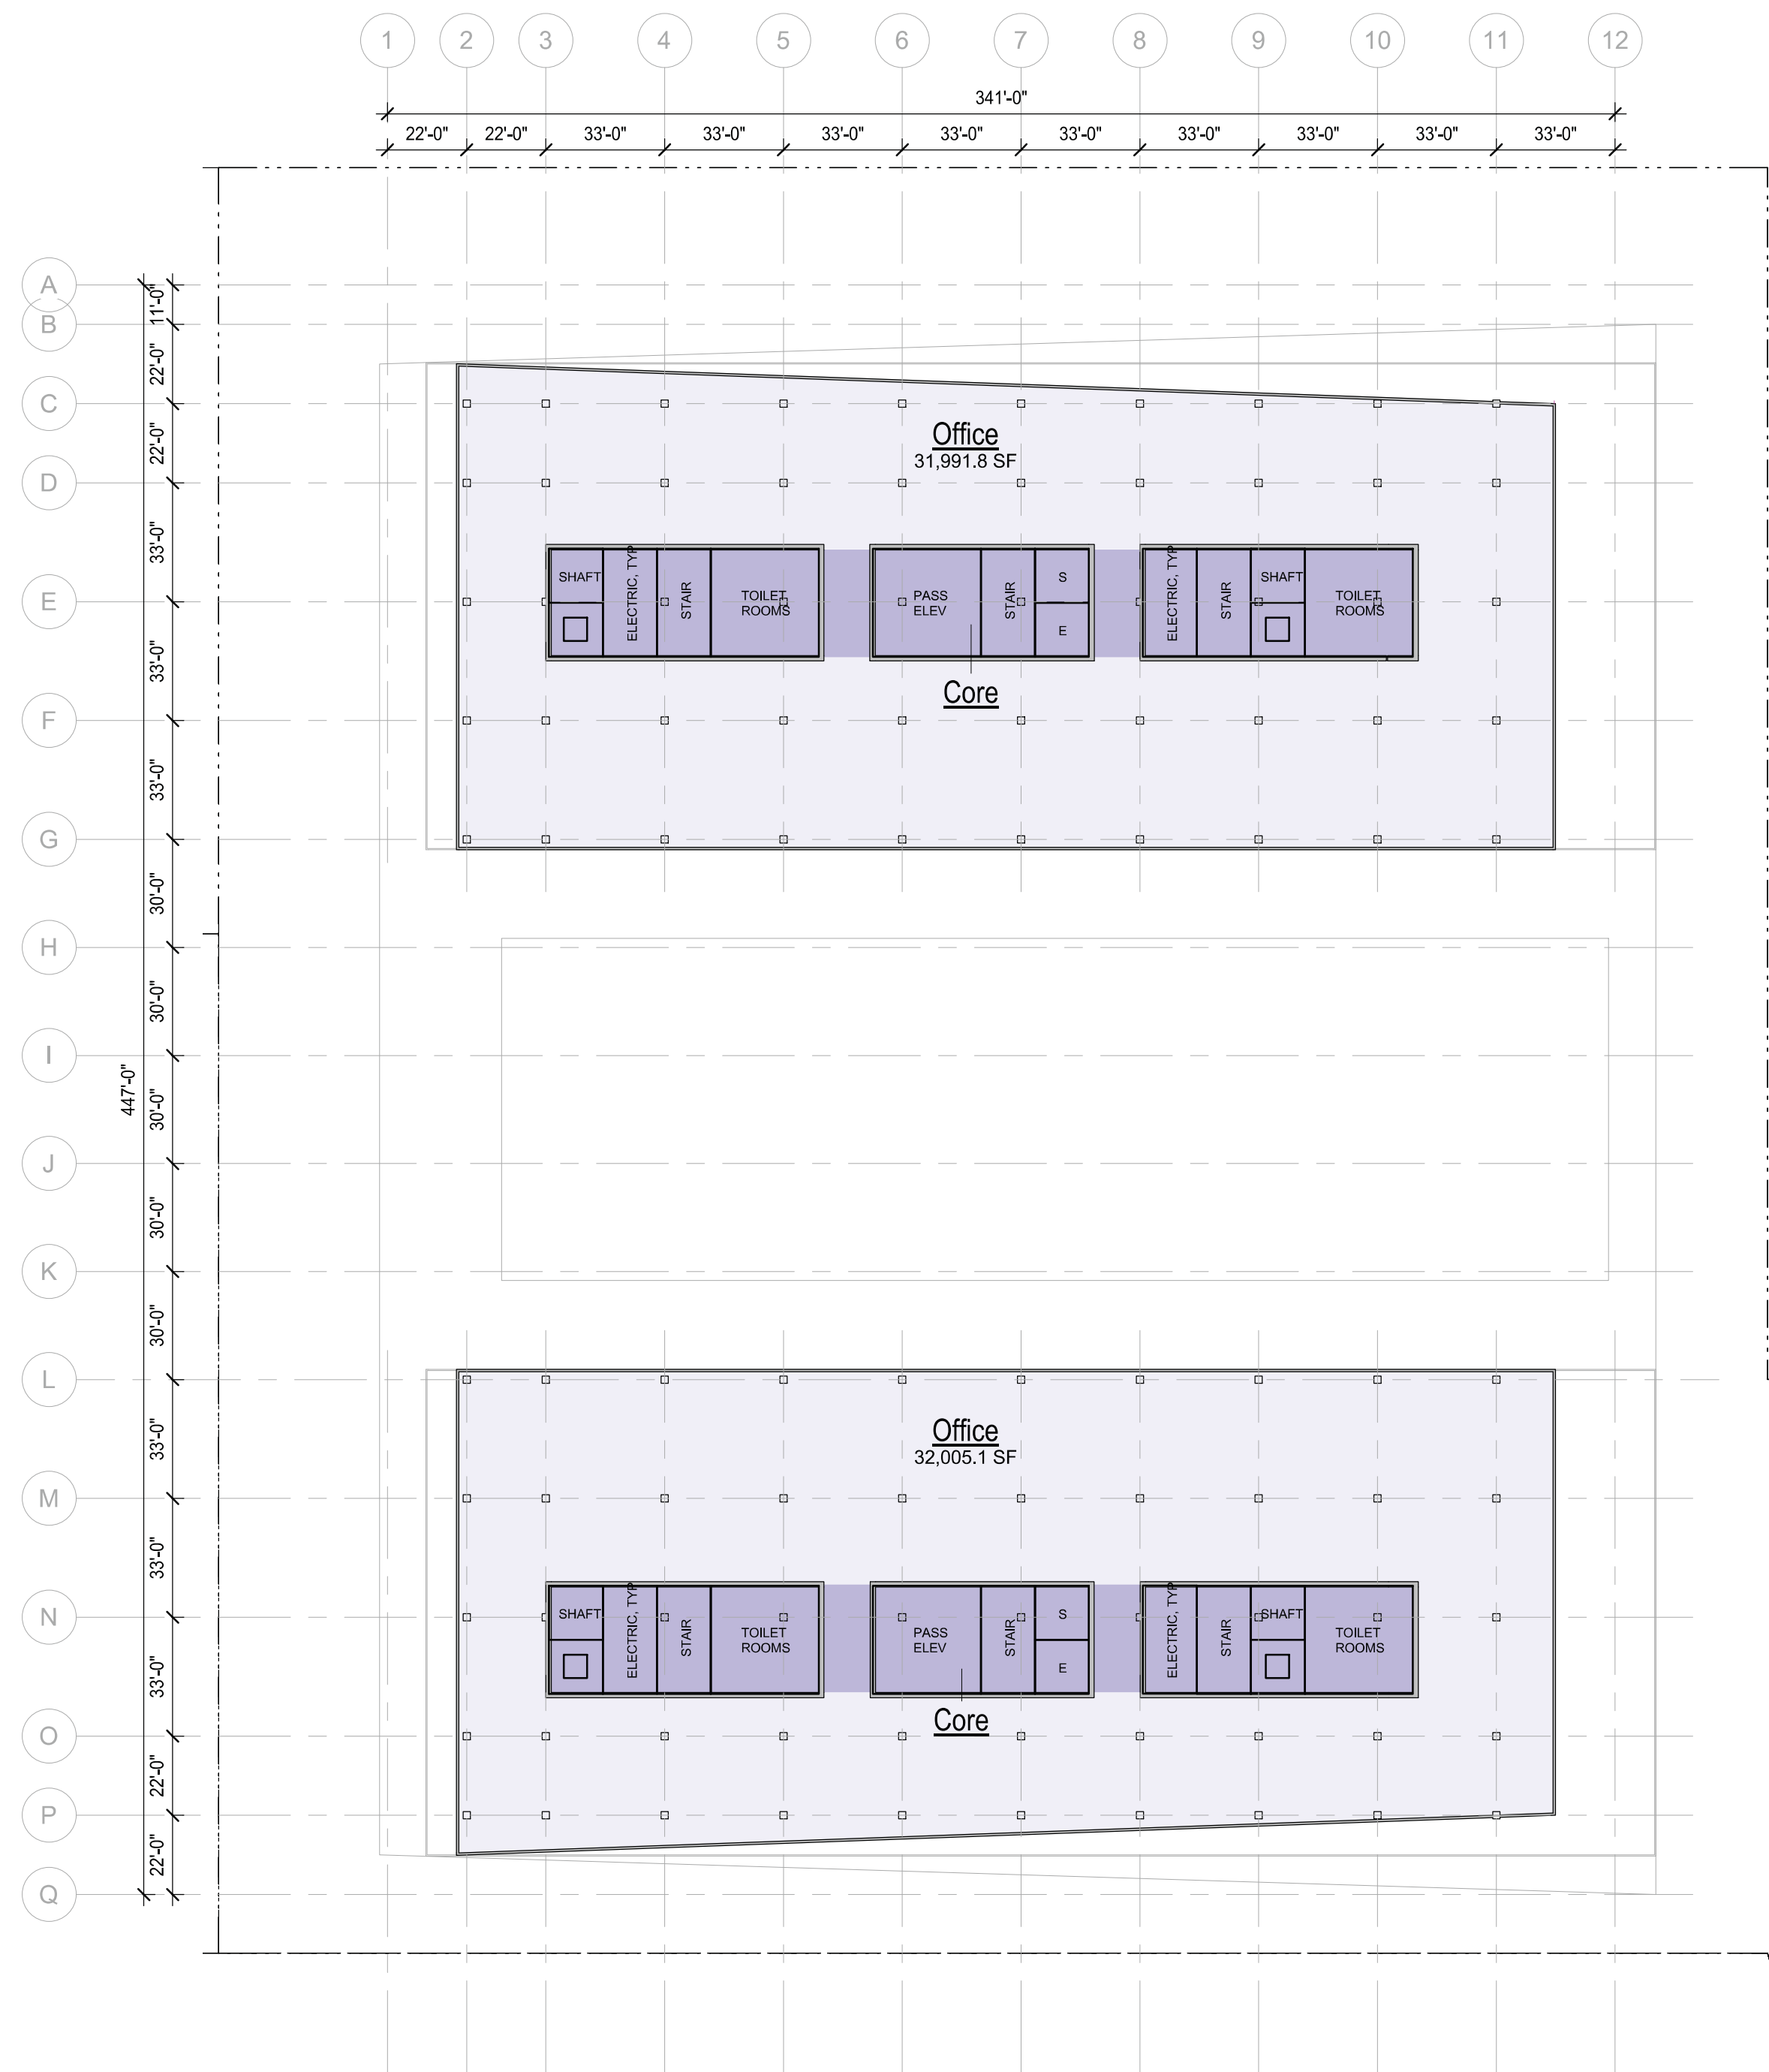 1 2 3 4 5 6 7 8 9 10 11 12
341'-0"
22'-0" 22'-0" 33'-0" 33'-0" 33'-0" 33'-0" 33'-0" 33'-0" 33'-0" 33'-0" 33'-0"
A
11'-0"
B
22'-0"
C
Office
22'-0"
31,991.8 SF
D
33'-0"
SHAFT
ELECTRIC, TYP
STAIR
TOILET
ROOMS
PASS
ELEV
STAIR
S
E
ELECTRIC, TYP
STAIR
SHAFT
TOILET
ROOMS
E
33'-0"
Core
F
33'-0"
G
30'-0"
H
30'-0"
I
447'-0"
30'-0"
J
30'-0"
K
30'-0"
L
Office
33'-0"
32,005.1 SF
M
33'-0"
SHAFT
ELECTRIC, TYP
STAIR
TOILET
ROOMS
PASS
ELEV
STAIR
S
E
ELECTRIC, TYP
STAIR
SHAFT
TOILET
ROOMS
N
33'-0"
Core
O
22'-0"
P
22'-0"
Q